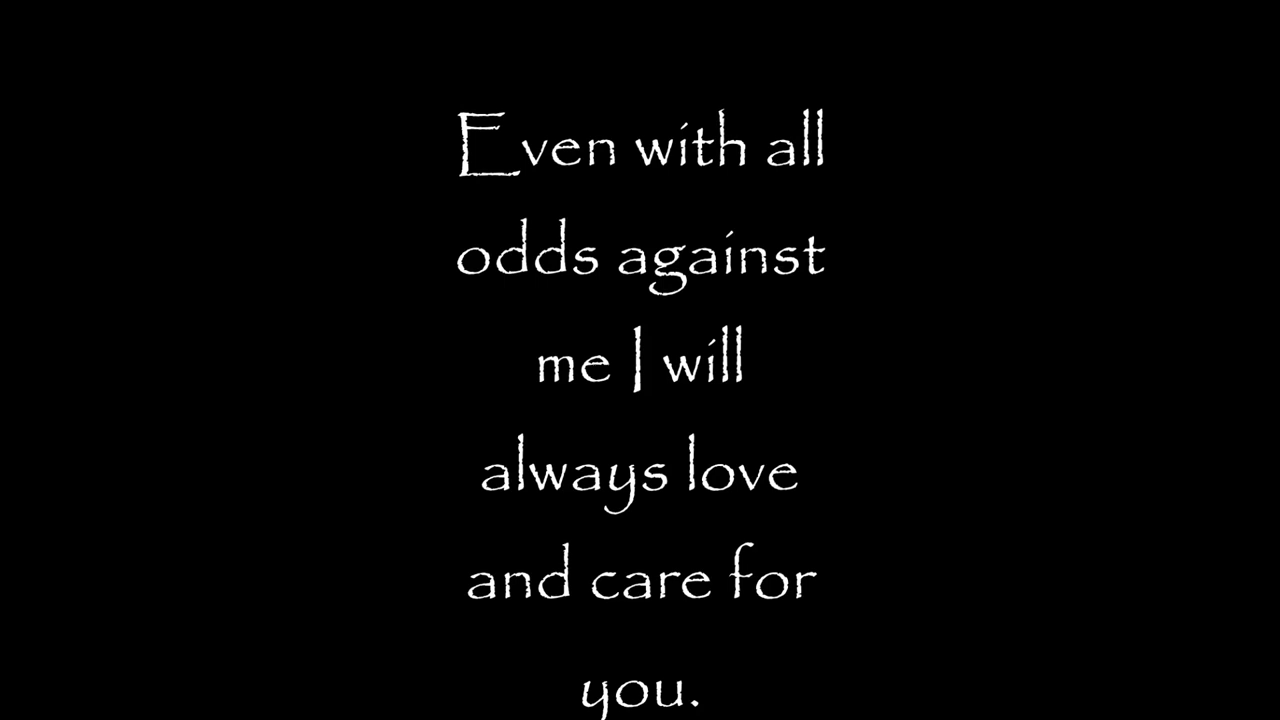 Even with all
odds against
me I will
always love
and care for
you.